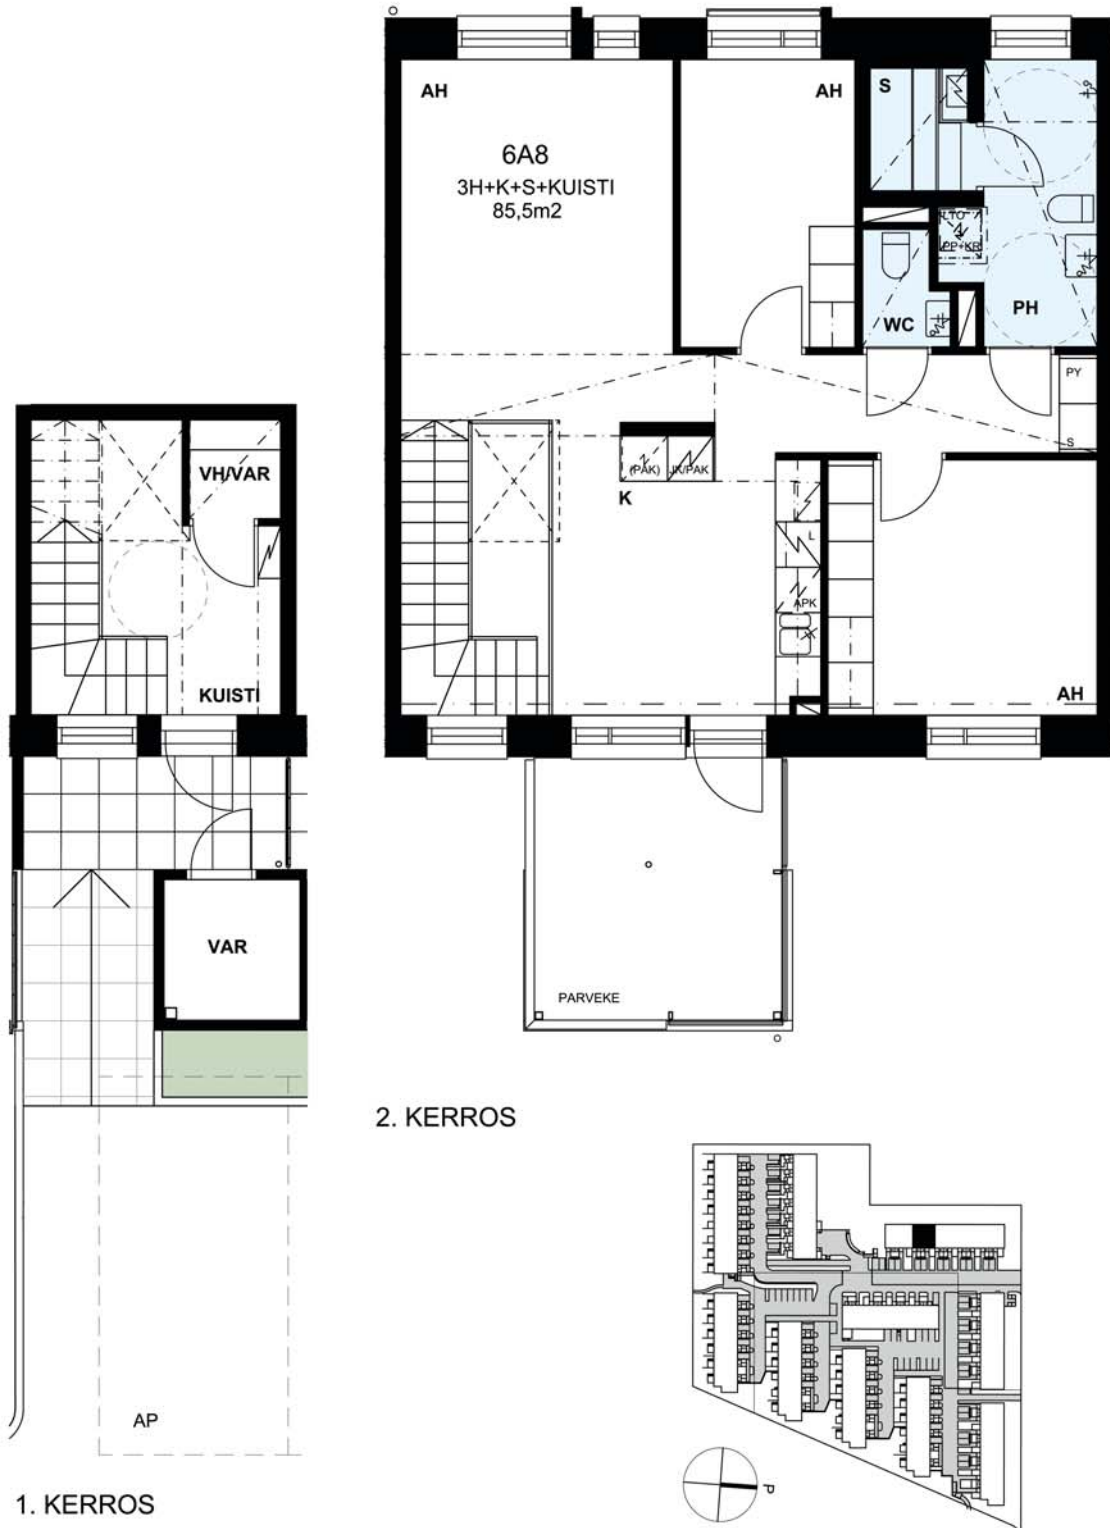 AH
AH
S
6A8
3H+K+S+KUISTI
85,5m2
LTO
PP+KR
WC
PH
PY
S
(PAK)
JK/PAK
K
L
APK
AH
VH/VAR
KUISTI
VAR
PARVEKE
2. KERROS
AP
P
1. KERROS